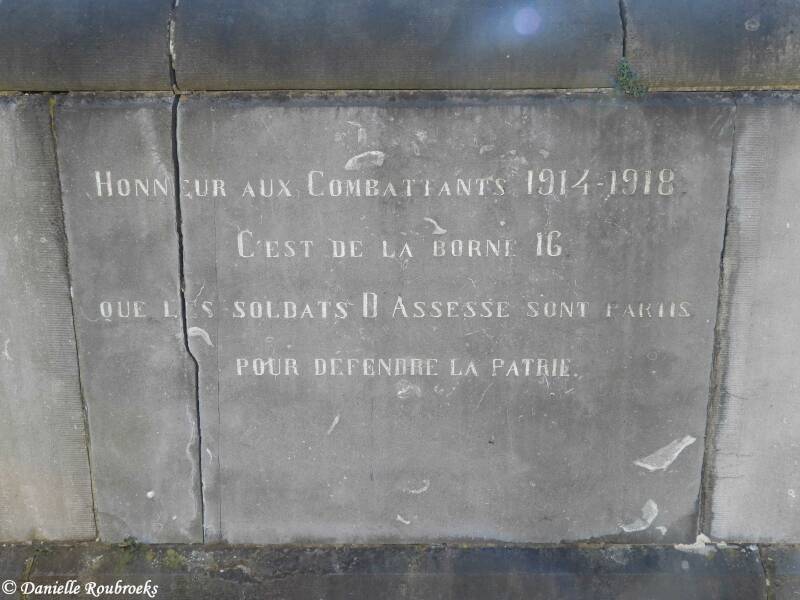 Honneur aux Combattants 1914-1918
C'est de la borne 16
que les soldats D Assesse sont partis
pour défendre la patrie.
© Danielle Roubroeks